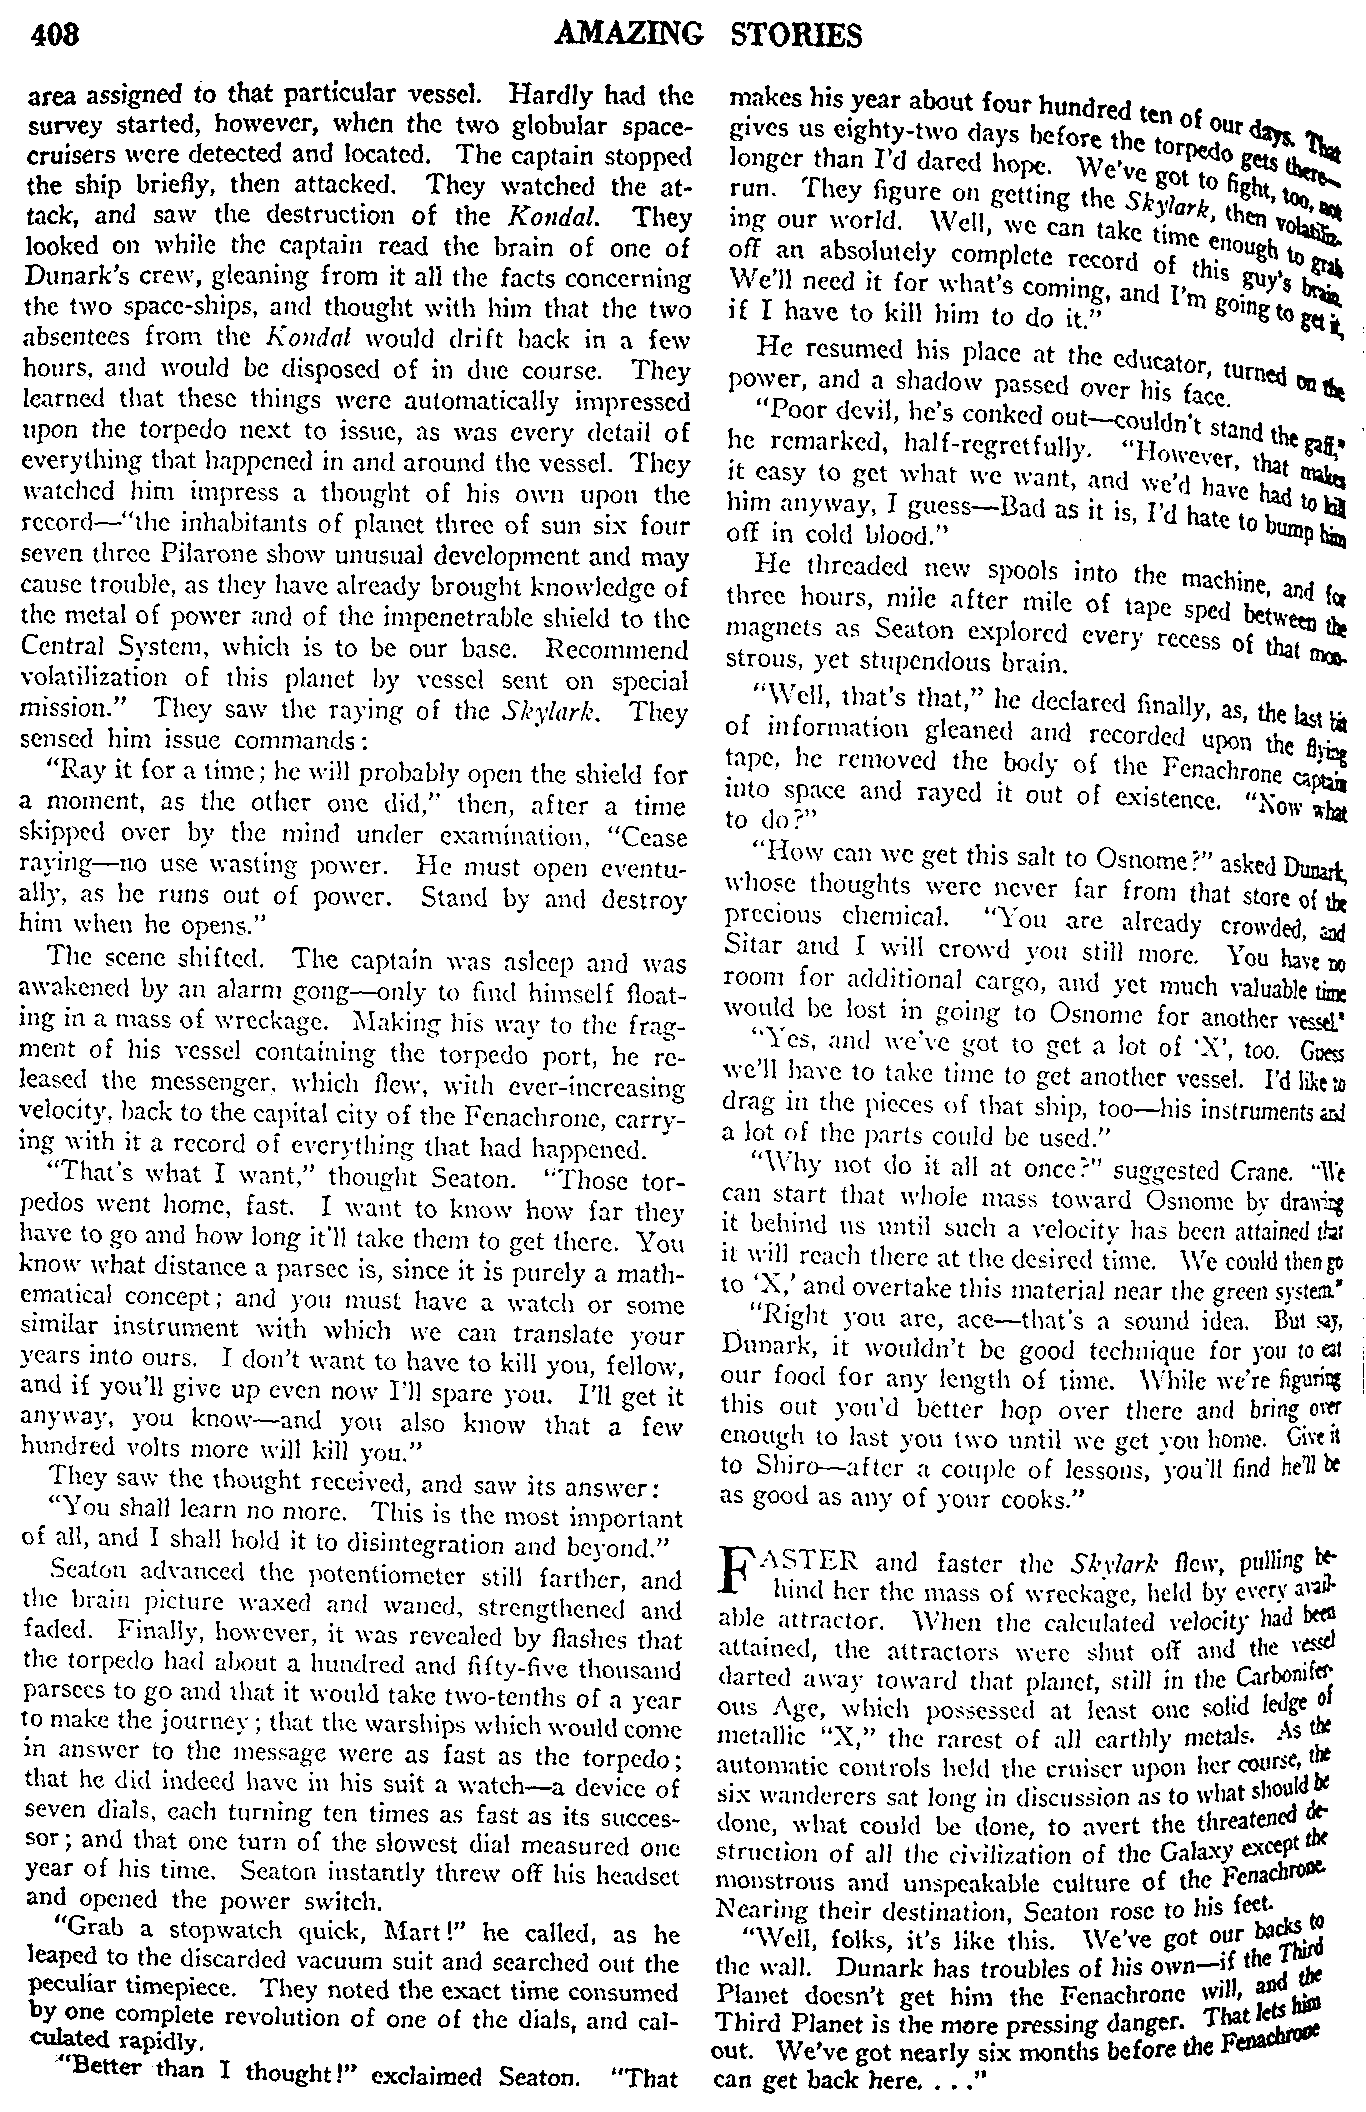 408
AMAZING STORIES
area assigned to that particular vessel. Hardly had the
survey started, however, when the two globular space-
cruisers were detected and located. The captain stopped
the ship briefly, then attacked. They watched the at-
tack, and saw the destruction of the Kondal. They
looked on while the captain read the brain of one of
Dunark's crew, gleaning from it all the facts concerning
the two space-ships, and thought with him that the two
absentees from the Kondal would drift back in a few
hours, and would be disposed of in due course. They
learned that these things were automatically impressed
upon the torpedo next to issue, as was every detail of
everything that happened in and around the vessel. They
watched him impress a thought of his own upon the
record—"the inhabitants of planet three of sun six four
seven three Pilarone show unusual development and may
cause trouble, as they have already brought knowledge of
the metal of power and of the impenetrable shield to the
Central System, which is to be our base. Recommend
volatilization of this planet by vessel sent on special
mission." They saw the raying of the Skylark. They
sensed him issue commands:
"Ray it for a time; he will probably open the shield for
a moment, as the other one did," then, after a time
skipped over by the mind under examination, "Cease
raying—no use wasting power. He must open eventu-
ally, as he runs out of power. Stand by and destroy
him when he opens."
The scene shifted. The captain was asleep and was
awakened by an alarm gong—only to find himself float-
ing in a mass of wreckage. Making his way to the frag-
ment of his vessel containing the torpedo port, he re-
leased the messenger, which flew, with ever-increasing
velocity, back to the capital city of the Fenachrone, carry-
ing with it a record of everything that had happened.
"That's what I want," thought Seaton. "Those tor-
pedos went home, fast. I want to know how far they
have to go and how long it'll take them to get there. You
know what distance a parsec is, since it is purely a math-
ematical concept; and you must have a watch or some
similar instrument with which we can translate your
years into ours. I don't want to have to kill you, fellow,
and if you'll give up even now I'll spare you. I'll get it
anyway, you know—and you also know that a few
hundred volts more will kill you."
They saw the thought received, and saw its answer:
"You shall learn no more. This is the most important
of all, and I shall hold it to disintegration and beyond."
Seaton advanced the potentiometer still farther, and
the brain picture waxed and waned, strengthened and
faded. Finally, however, it was revealed by flashes that
the torpedo had about a hundred and fifty-five thousand
parsecs to go and that it would take two-tenths of a year
to make the journey; that the warships which would come
in answer to the message were as fast as the torpedo;
that he did indeed have in his suit a watch—a device of
seven dials, each turning ten times as fast as its succes-
sor; and that one turn of the slowest dial measured one
year of his time. Seaton instantly threw off his headset
and opened the power switch.
"Grab a stopwatch quick, Mart!" he called, as he
leaped to the discarded vacuum suit and searched out the
peculiar timepiece. They noted the exact time consumed
by one complete revolution of one of the dials, and cal-
culated rapidly.
"Better than I thought!" exclaimed Seaton. "That
makes his year about four hundred ten of our days. That
gives us eighty-two days before the torpedo gets there—
longer than I'd dared hope. We've got to fight, too, not
run. They figure on getting the Skylark, then volatiliz-
ing our world. Well, we can take time enough to grab
off an absolutely complete record of this guy's brain.
We'll need it for what's coming, and I'm going to get it,
if I have to kill him to do it."
He resumed his place at the educator, turned on the
power, and a shadow passed over his face.
"Poor devil, he's conked out—couldn't stand the gaff,"
he remarked, half-regretfully. "However, that makes
it easy to get what we want, and we'd have had to kill
him anyway, I guess—Bad as it is, I'd hate to bump him
off in cold blood."
He threaded new spools into the machine, and for
three hours, mile after mile of tape sped between the
magnets as Seaton explored every recess of that mon-
strous, yet stupendous brain.
"Well, that's that," he declared finally, as, the last bit
of information gleaned and recorded upon the flying
tape, he removed the body of the Fenachrone captain
into space and rayed it out of existence. "Now what
to do?"
"How can we get this salt to Osnome?" asked Dunark,
whose thoughts were never far from that store of the
precious chemical. "You are already crowded, and
Sitar and I will crowd you still more. You have no
room for additional cargo, and yet much valuable time
would be lost in going to Osnome for another vessel."
"Yes, and we've got to get a lot of 'X', too. Guess
we'll have to take time to get another vessel. I'd like to
drag in the pieces of that ship, too—his instruments and
a lot of the parts could be used."
"Why not do it all at once?" suggested Crane. "We
can start that whole mass toward Osnome by drawing
it behind us until such a velocity has been attained that
it will reach there at the desired time. We could then go
to 'X,' and overtake this material near the green system."
"Right you are, ace—that's a sound idea. But say,
Dunark, it wouldn't be good technique for you to eat
our food for any length of time. While we're figuring
this out you'd better hop over there and bring over
enough to last you two until we get you home. Give it
to Shiro—after a couple of lessons, you'll find he'll be
as good as any of your cooks."
FASTER and faster the Skylark flew, pulling be-
hind her the mass of wreckage, held by every avail-
able attractor. When the calculated velocity had been
attained, the attractors were shut off and the vessel
darted away toward that planet, still in the Carbonifer-
ous Age, which possessed at least one solid ledge of
metallic "X," the rarest of all earthly metals. As the
automatic controls held the cruiser upon her course, the
six wanderers sat long in discussion as to what should be
done, what could be done, to avert the threatened de-
struction of all the civilization of the Galaxy except the
monstrous and unspeakable culture of the Fenachrone.
Nearing their destination, Seaton rose to his feet.
"Well, folks, it's like this. We've got our backs to
the wall. Dunark has troubles of his own—if the Third
Planet doesn't get him the Fenachrone will, and the
Third Planet is the more pressing danger. That lets him
out. We've got nearly six months before the Fenachrone
can get back here. . . ."